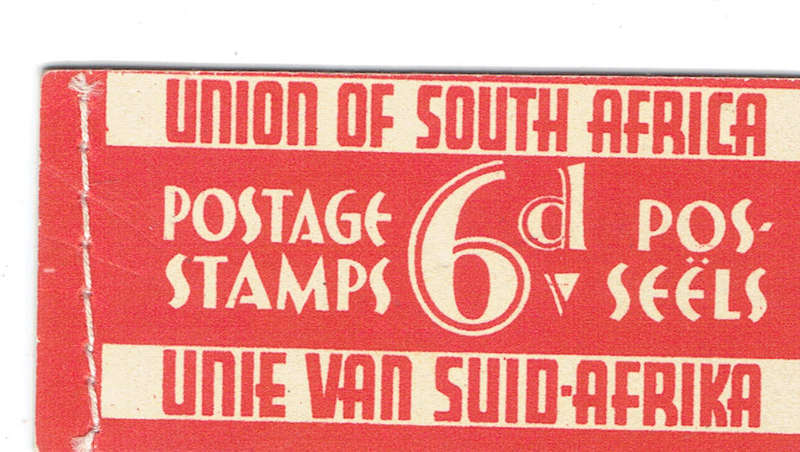 UNION OF SOUTH AFRICA
POSTAGE STAMPS
6d
POS-
SEËLS
UNIE VAN SUID-AFRIKA